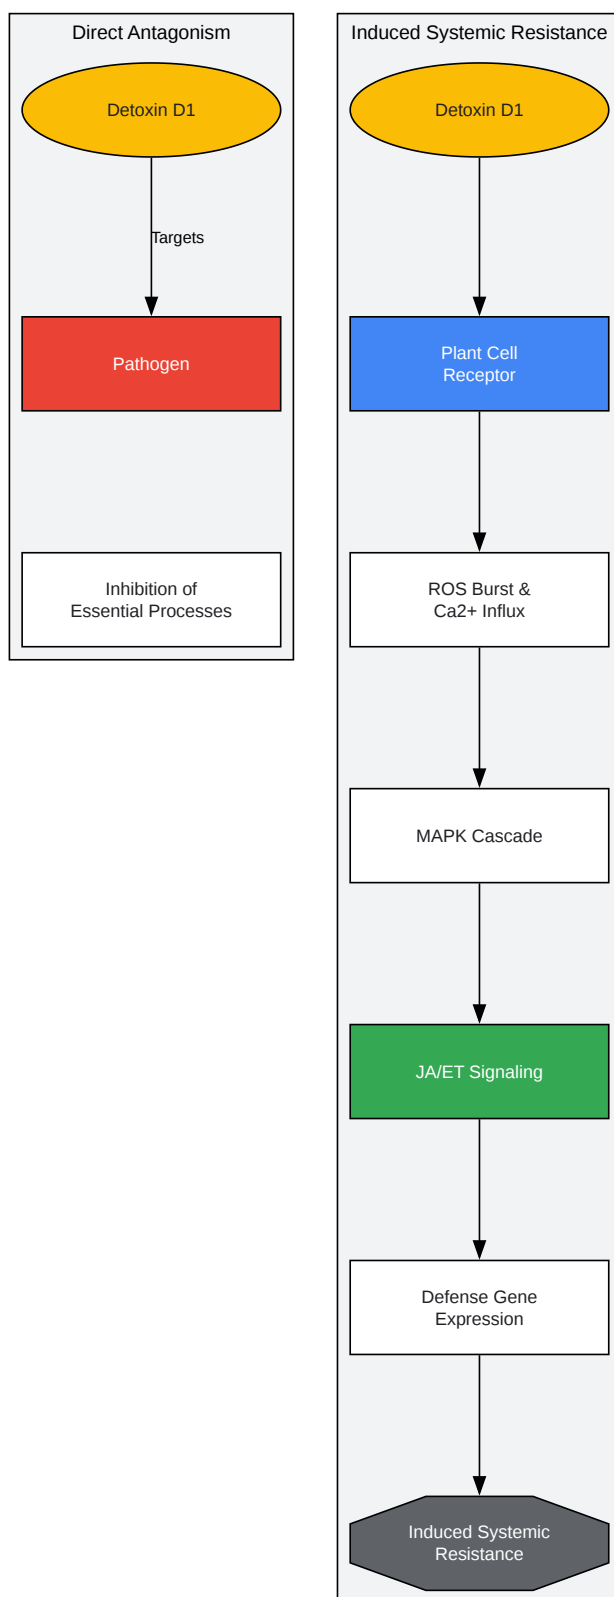 Direct Antagonism
Detoxin D1
Targets
Pathogen
Inhibition of
Essential Processes
Induced Systemic Resistance
Detoxin D1
Plant Cell
Receptor
ROS Burst &
Ca2+ Influx
MAPK Cascade
JA/ET Signaling
Defense Gene
Expression
Induced Systemic
Resistance